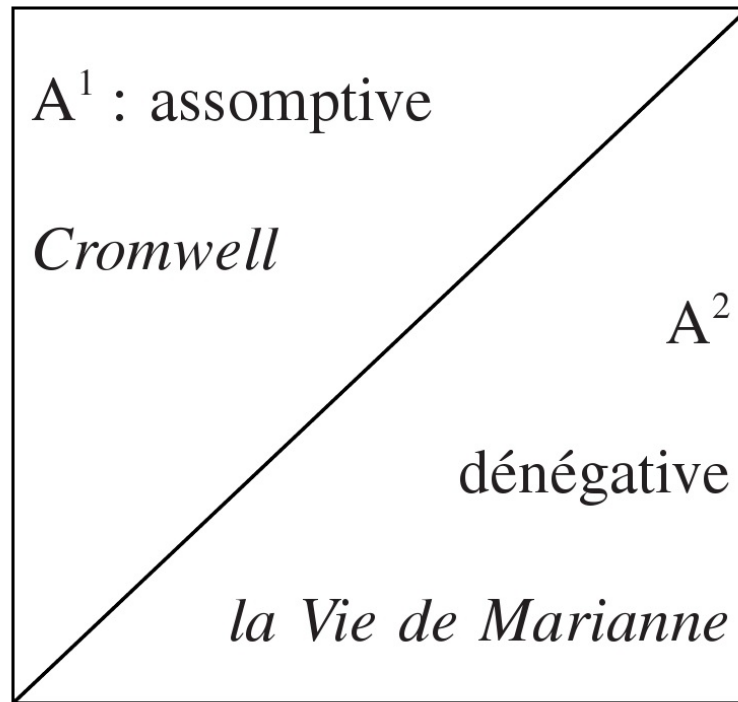 A¹ : assomptive
Cromwell
A²
dénégative
la Vie de Marianne